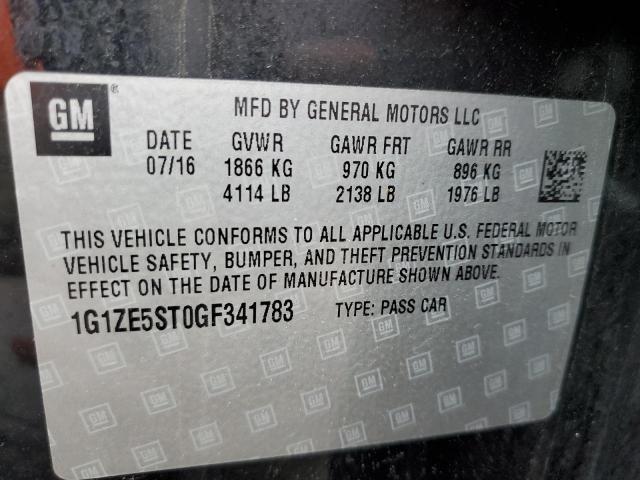 GM ®
MFD BY GENERAL MOTORS LLC
DATE GVWR GAWR FRT GAWR RR
07/16 1866 KG 970 KG 896 KG
4114 LB 2138 LB 1976 LB
THIS VEHICLE CONFORMS TO ALL APPLICABLE U.S. FEDERAL MOTOR
VEHICLE SAFETY, BUMPER, AND THEFT PREVENTION STANDARDS IN
EFFECT ON THE DATE OF MANUFACTURE SHOWN ABOVE.
1G1ZE5ST0GF341783 TYPE: PASS CAR